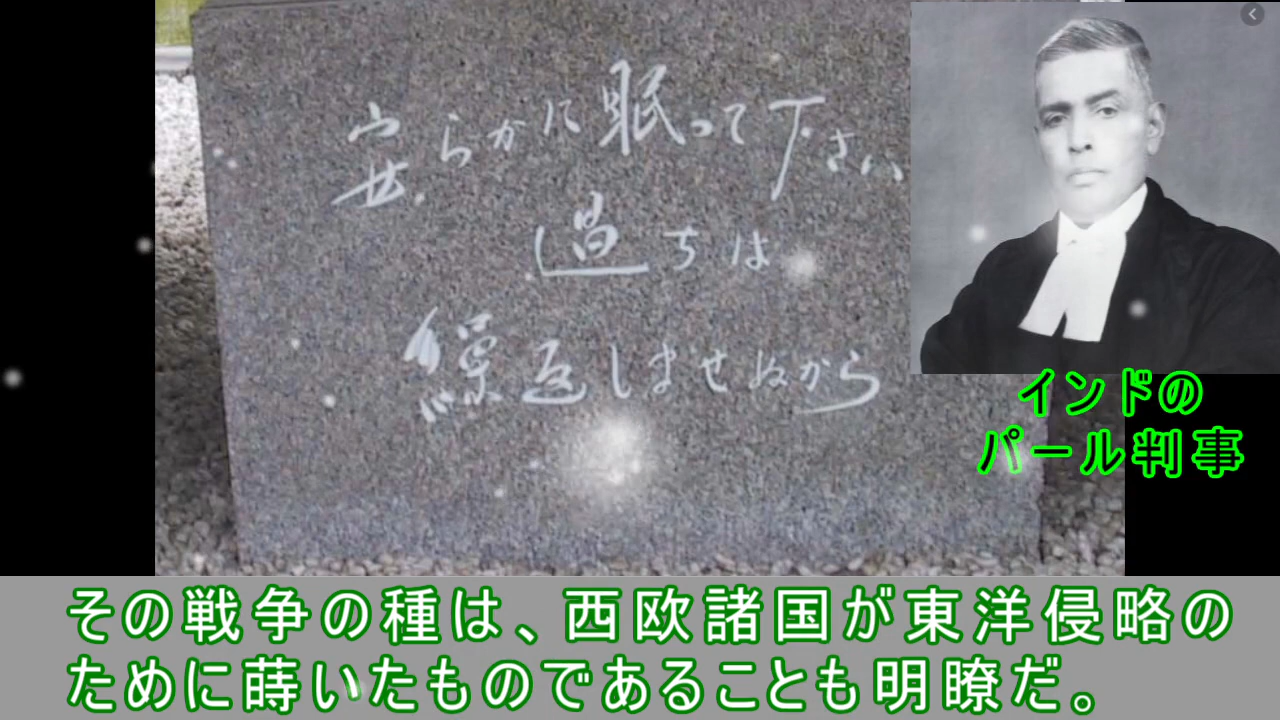 安らかに眠って下さい
過ちは
繰返しませぬから
インドの
パール判事
その戦争の種は、西欧諸国が東洋侵略の
ために蒔いたものであることも明瞭だ。